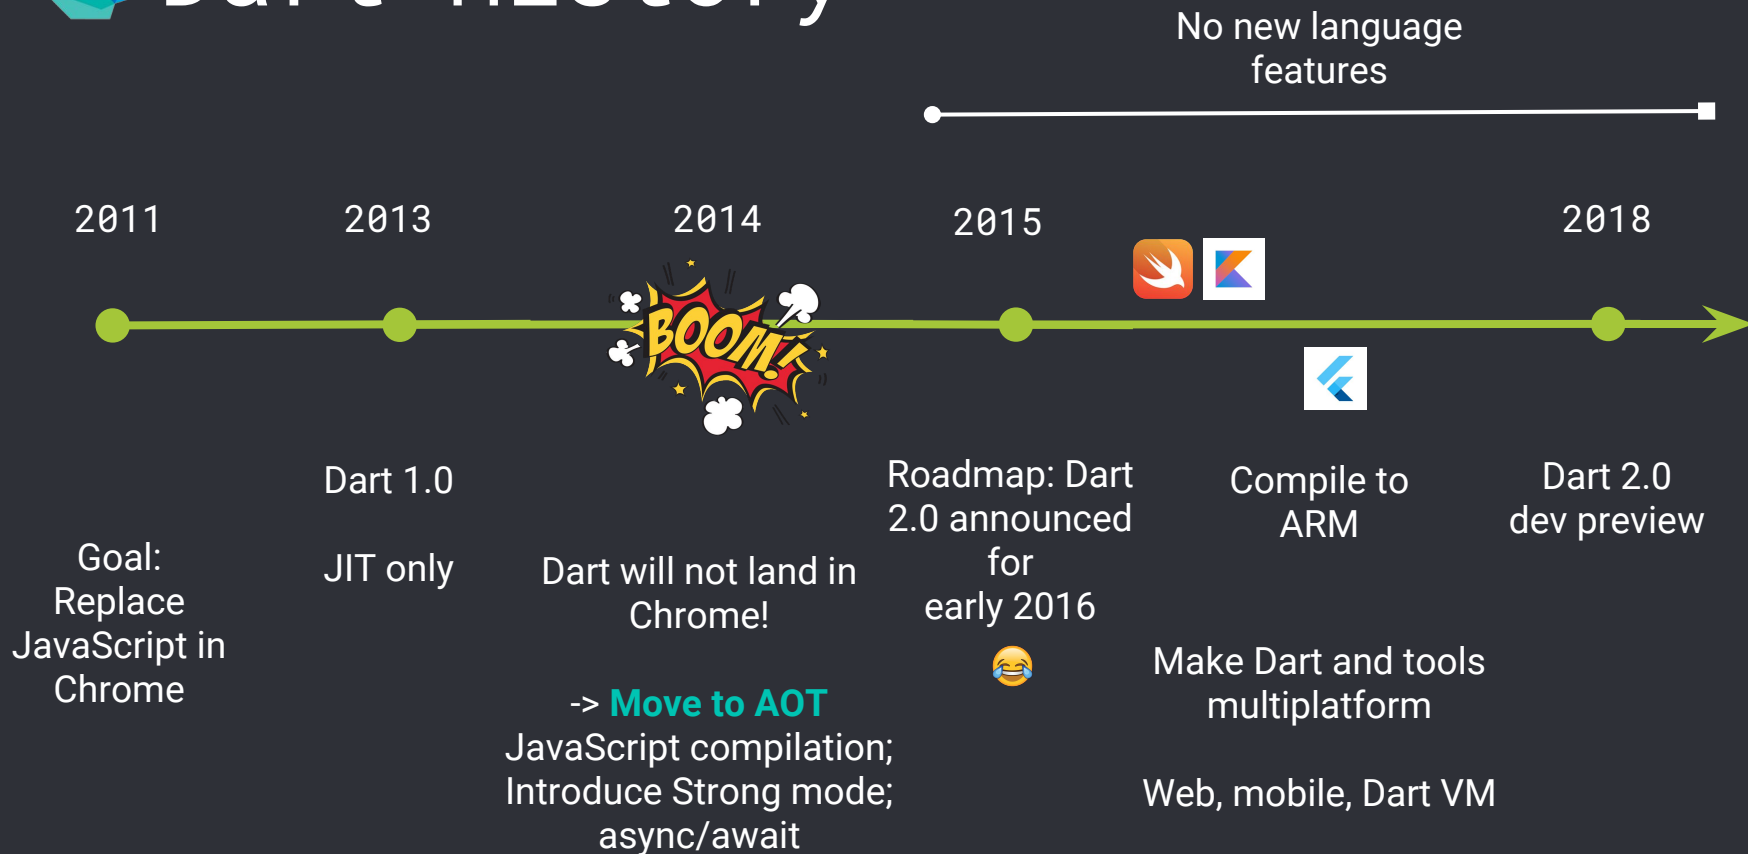 Dart History
No new language
features
2011
2013
2014
2015
2018
BOOM!
Goal:
Replace
JavaScript in
Chrome
Dart 1.0
JIT only
Dart will not land in
Chrome!
-> Move to AOT
JavaScript compilation;
Introduce Strong mode;
async/await
Roadmap: Dart
2.0 announced
for
early 2016
😂
Compile to
ARM
Make Dart and tools
multiplatform
Web, mobile, Dart VM
Dart 2.0
dev preview